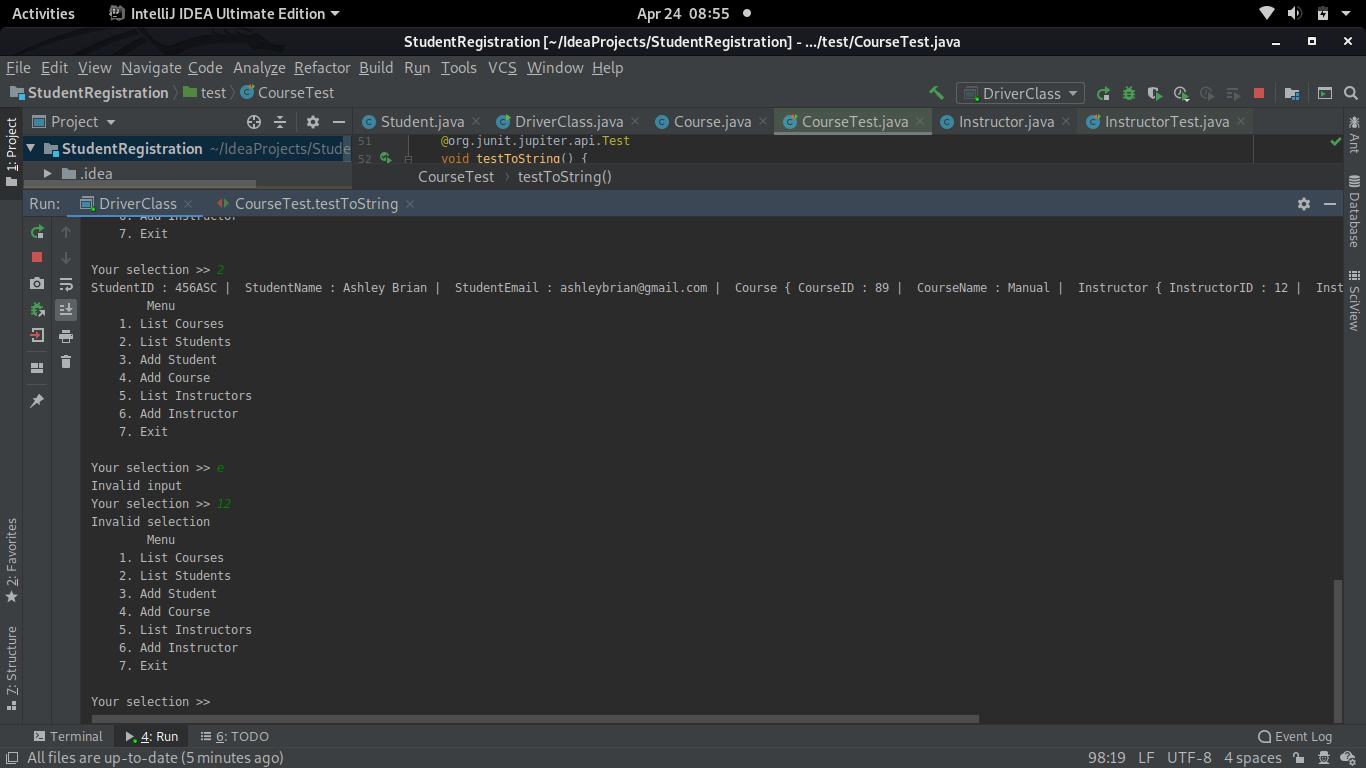 Activities IntelliJ IDEA Ultimate Edition Apr 24 08:55
StudentRegistration [~/IdeaProjects/StudentRegistration] - .../test/CourseTest.java
File Edit View Navigate Code Analyze Refactor Build Run Tools VCS Window Help
StudentRegistration test CourseTest DriverClass
1: Project
Project
Student.java DriverClass.java Course.java CourseTest.java Instructor.java InstructorTest.java
StudentRegistration ~/IdeaProjects/Stude
.idea
51 @org.junit.jupiter.api.Test
52 void testToString() {
CourseTest testToString()
Ant
Database
SciView
Run: DriverClass CourseTest.testToString
6. Add Instructor
7. Exit
Your selection >> 2
StudentID : 456ASC | StudentName : Ashley Brian | StudentEmail : ashleybrian@gmail.com | Course { CourseID : 89 | CourseName : Manual | Instructor { InstructorID : 12 | Inst
Menu
1. List Courses
2. List Students
3. Add Student
4. Add Course
5. List Instructors
6. Add Instructor
7. Exit
Your selection >> e
Invalid input
Your selection >> 12
Invalid selection
Menu
1. List Courses
2. List Students
3. Add Student
4. Add Course
5. List Instructors
6. Add Instructor
7. Exit
Your selection >>
2: Favorites
7: Structure
Terminal 4: Run 6: TODO Event Log
All files are up-to-date (5 minutes ago) 98:19 LF UTF-8 4 spaces